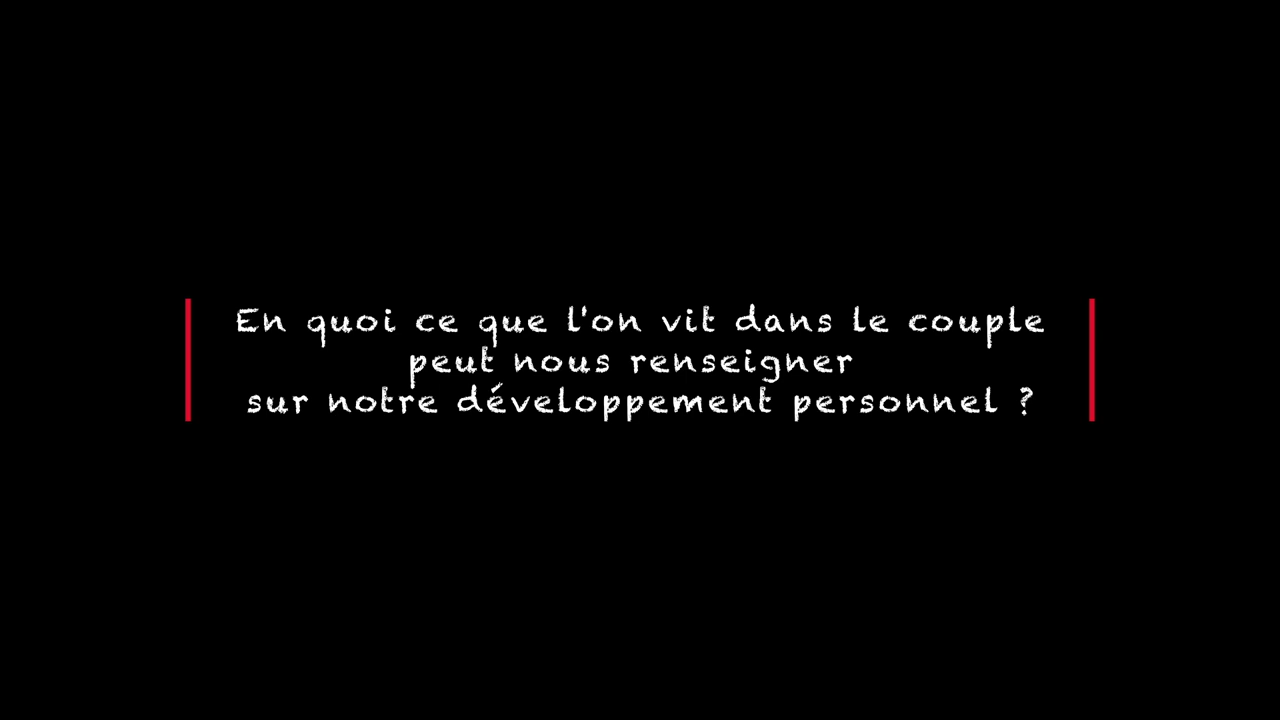 En quoi ce que l'on vit dans le couple
peut nous renseigner
sur notre développement personnel ?